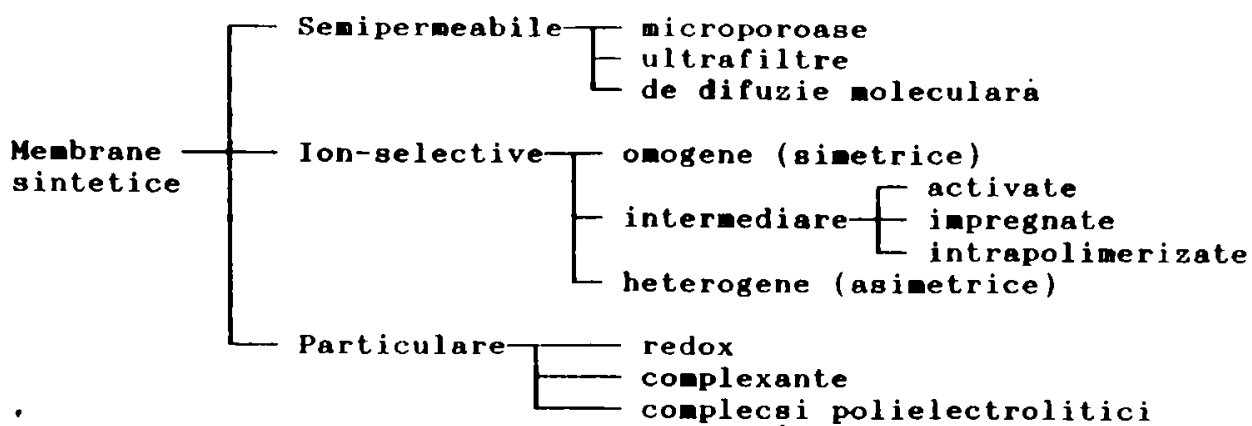 Semipermeabile microporoase
ultrafiltre
de difuzie moleculară
Membrane sintetice
Ion-selective omogene (simetrice)
activate
intermediare impregnate
intrapolimerizate
heterogene (asimetrice)
Particulare redox
complexante
complecsi polielectrolitici